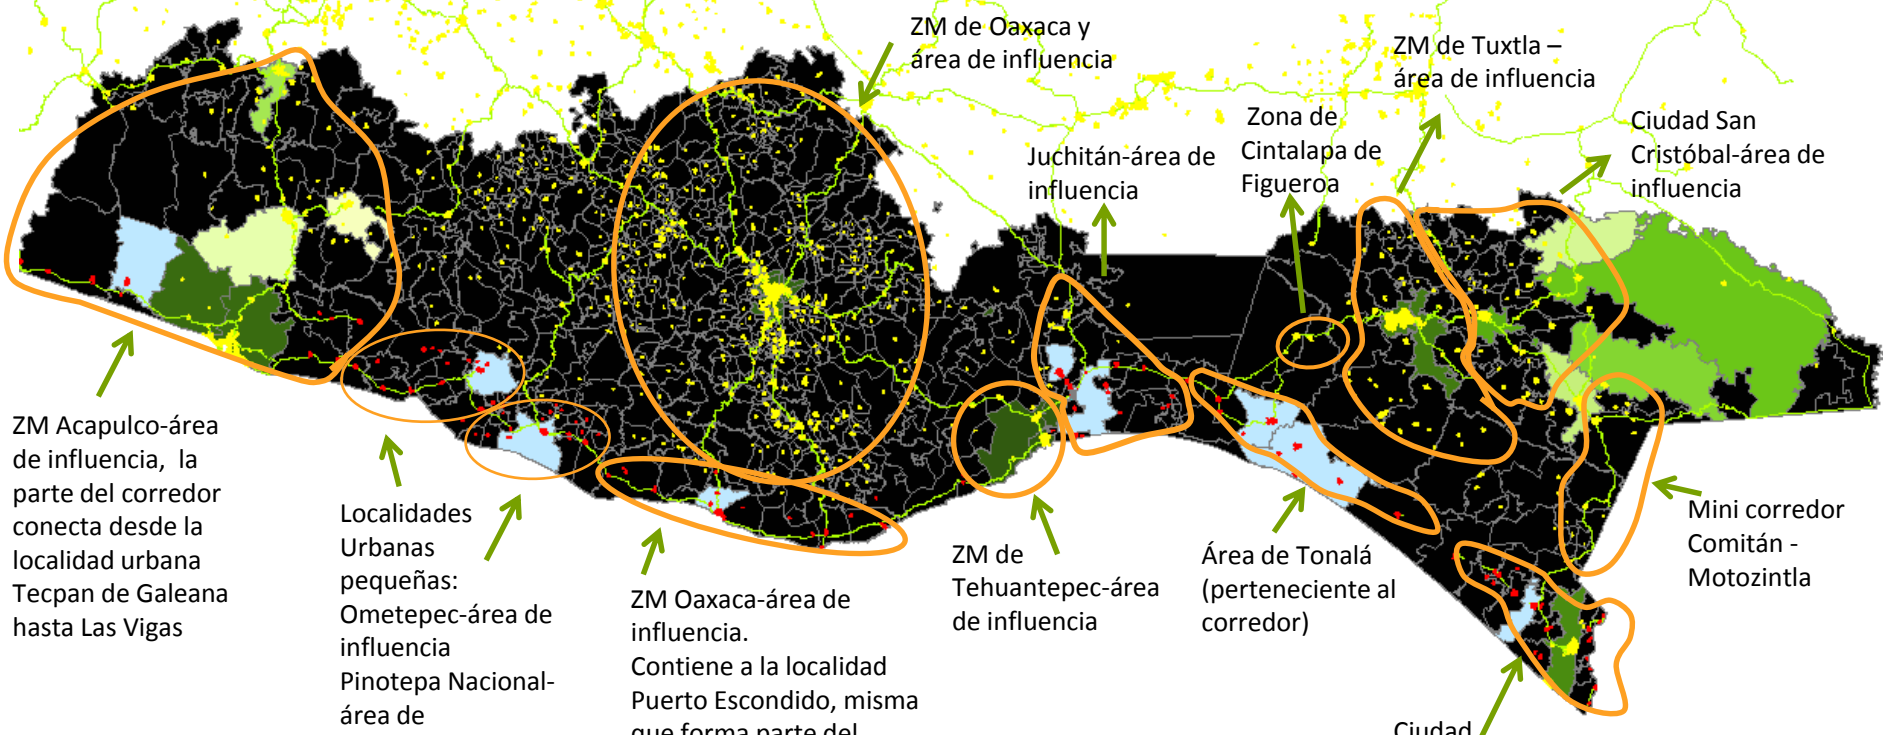 ZM de Oaxaca y
área de influencia
ZM de Tuxtla –
área de influencia
Zona de
Cintalapa de
Figueroa
Ciudad San
Cristóbal-área de
influencia
Juchitán-área de
influencia
ZM Acapulco-área
de influencia, la
parte del corredor
conecta desde la
localidad urbana
Tecpan de Galeana
hasta Las Vigas
Localidades
Urbanas
pequeñas:
Ometepec-área de
influencia
Pinotepa Nacional-
área de
ZM Oaxaca-área de
influencia.
Contiene a la localidad
Puerto Escondido, misma
que forma parte del
ZM de
Tehuantepec-área
de influencia
Área de Tonalá
(perteneciente al
corredor)
Mini corredor
Comitán -
Motozintla
Ciudad